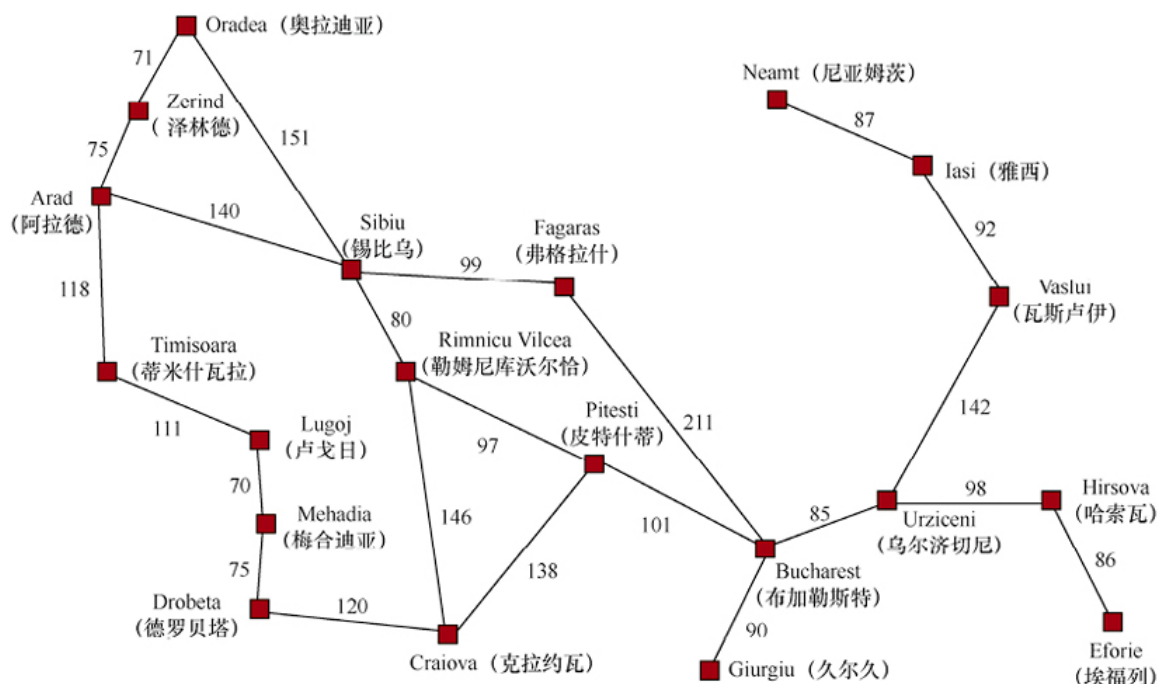 Oradea（奥拉迪亚）
71
Neamt（尼亚姆茨）
Zerind
（ 泽林德）
87
151
75
Iasi（雅西）
Arad
（阿拉德）
140
Sibiu
（锡比乌）
Fagaras
（弗格拉什）
92
99
118
Vaslui
（瓦斯卢伊）
80
Rimnicu Vilcea
（勒姆尼库沃尔恰）
Timisoara
（蒂米什瓦拉）
142
Pitesti
（皮特什蒂）
211
111
Lugoj
（卢戈日）
97
70
98
Hirsova
（哈索瓦）
Mehadia
（梅合迪亚）
146
101
85
Urziceni
（乌尔济切尼）
75
138
86
Bucharest
（布加勒斯特）
Drobeta
（德罗贝塔）
120
90
Craiova（克拉约瓦）
Giurgiu（久尔久）
Eforie
（埃福列）